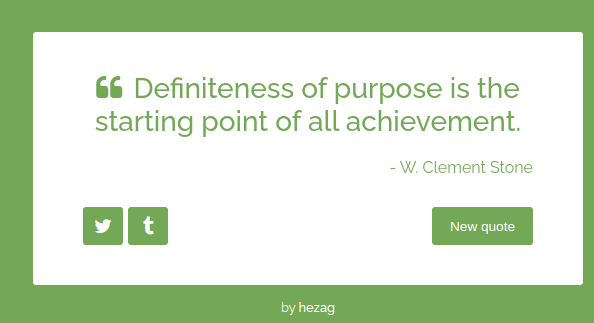 “ Definiteness of purpose is the
starting point of all achievement.
- W. Clement Stone
t
New quote
by hezag